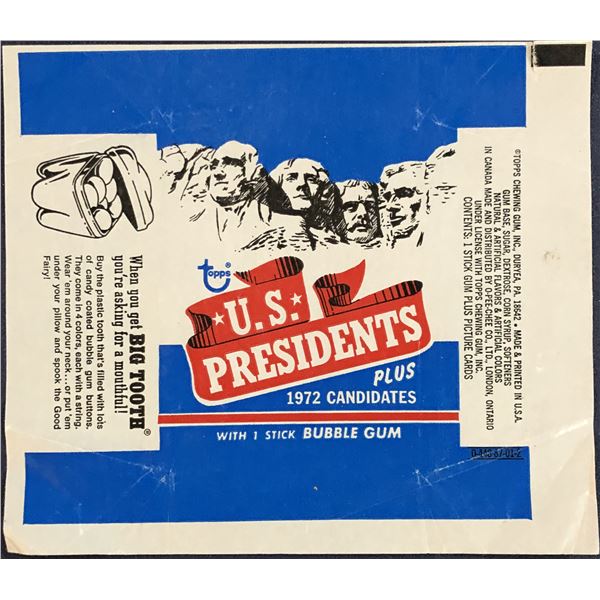 topps®
U.S.
PRESIDENTS
PLUS
1972 CANDIDATES
WITH 1 STICK BUBBLE GUM
When you get BIG TOOTH®
you're asking for a mouthful!
Buy the plastic tooth that's filled with lots
of candy coated bubble gum buttons.
They come in 4 colors, each with a string.
Wear 'em around your neck...or put 'em
under your pillow and spook the Good
Fairy!
©TOPPS CHEWING GUM, INC., DURYEA, PA. 18642 • MADE & PRINTED IN U.S.A.
GUM BASE, SUGAR, DEXTROSE, CORN SYRUP, SOFTENERS
NATURAL & ARTIFICIAL FLAVORS & ARTIFICIAL COLORS
IN CANADA MADE AND DISTRIBUTED BY O-PEE-CHEE CO., LTD., LONDON, ONTARIO
UNDER LICENSE WITH TOPPS CHEWING GUM, INC.
CONTENTS: 1 STICK GUM PLUS PICTURE CARDS